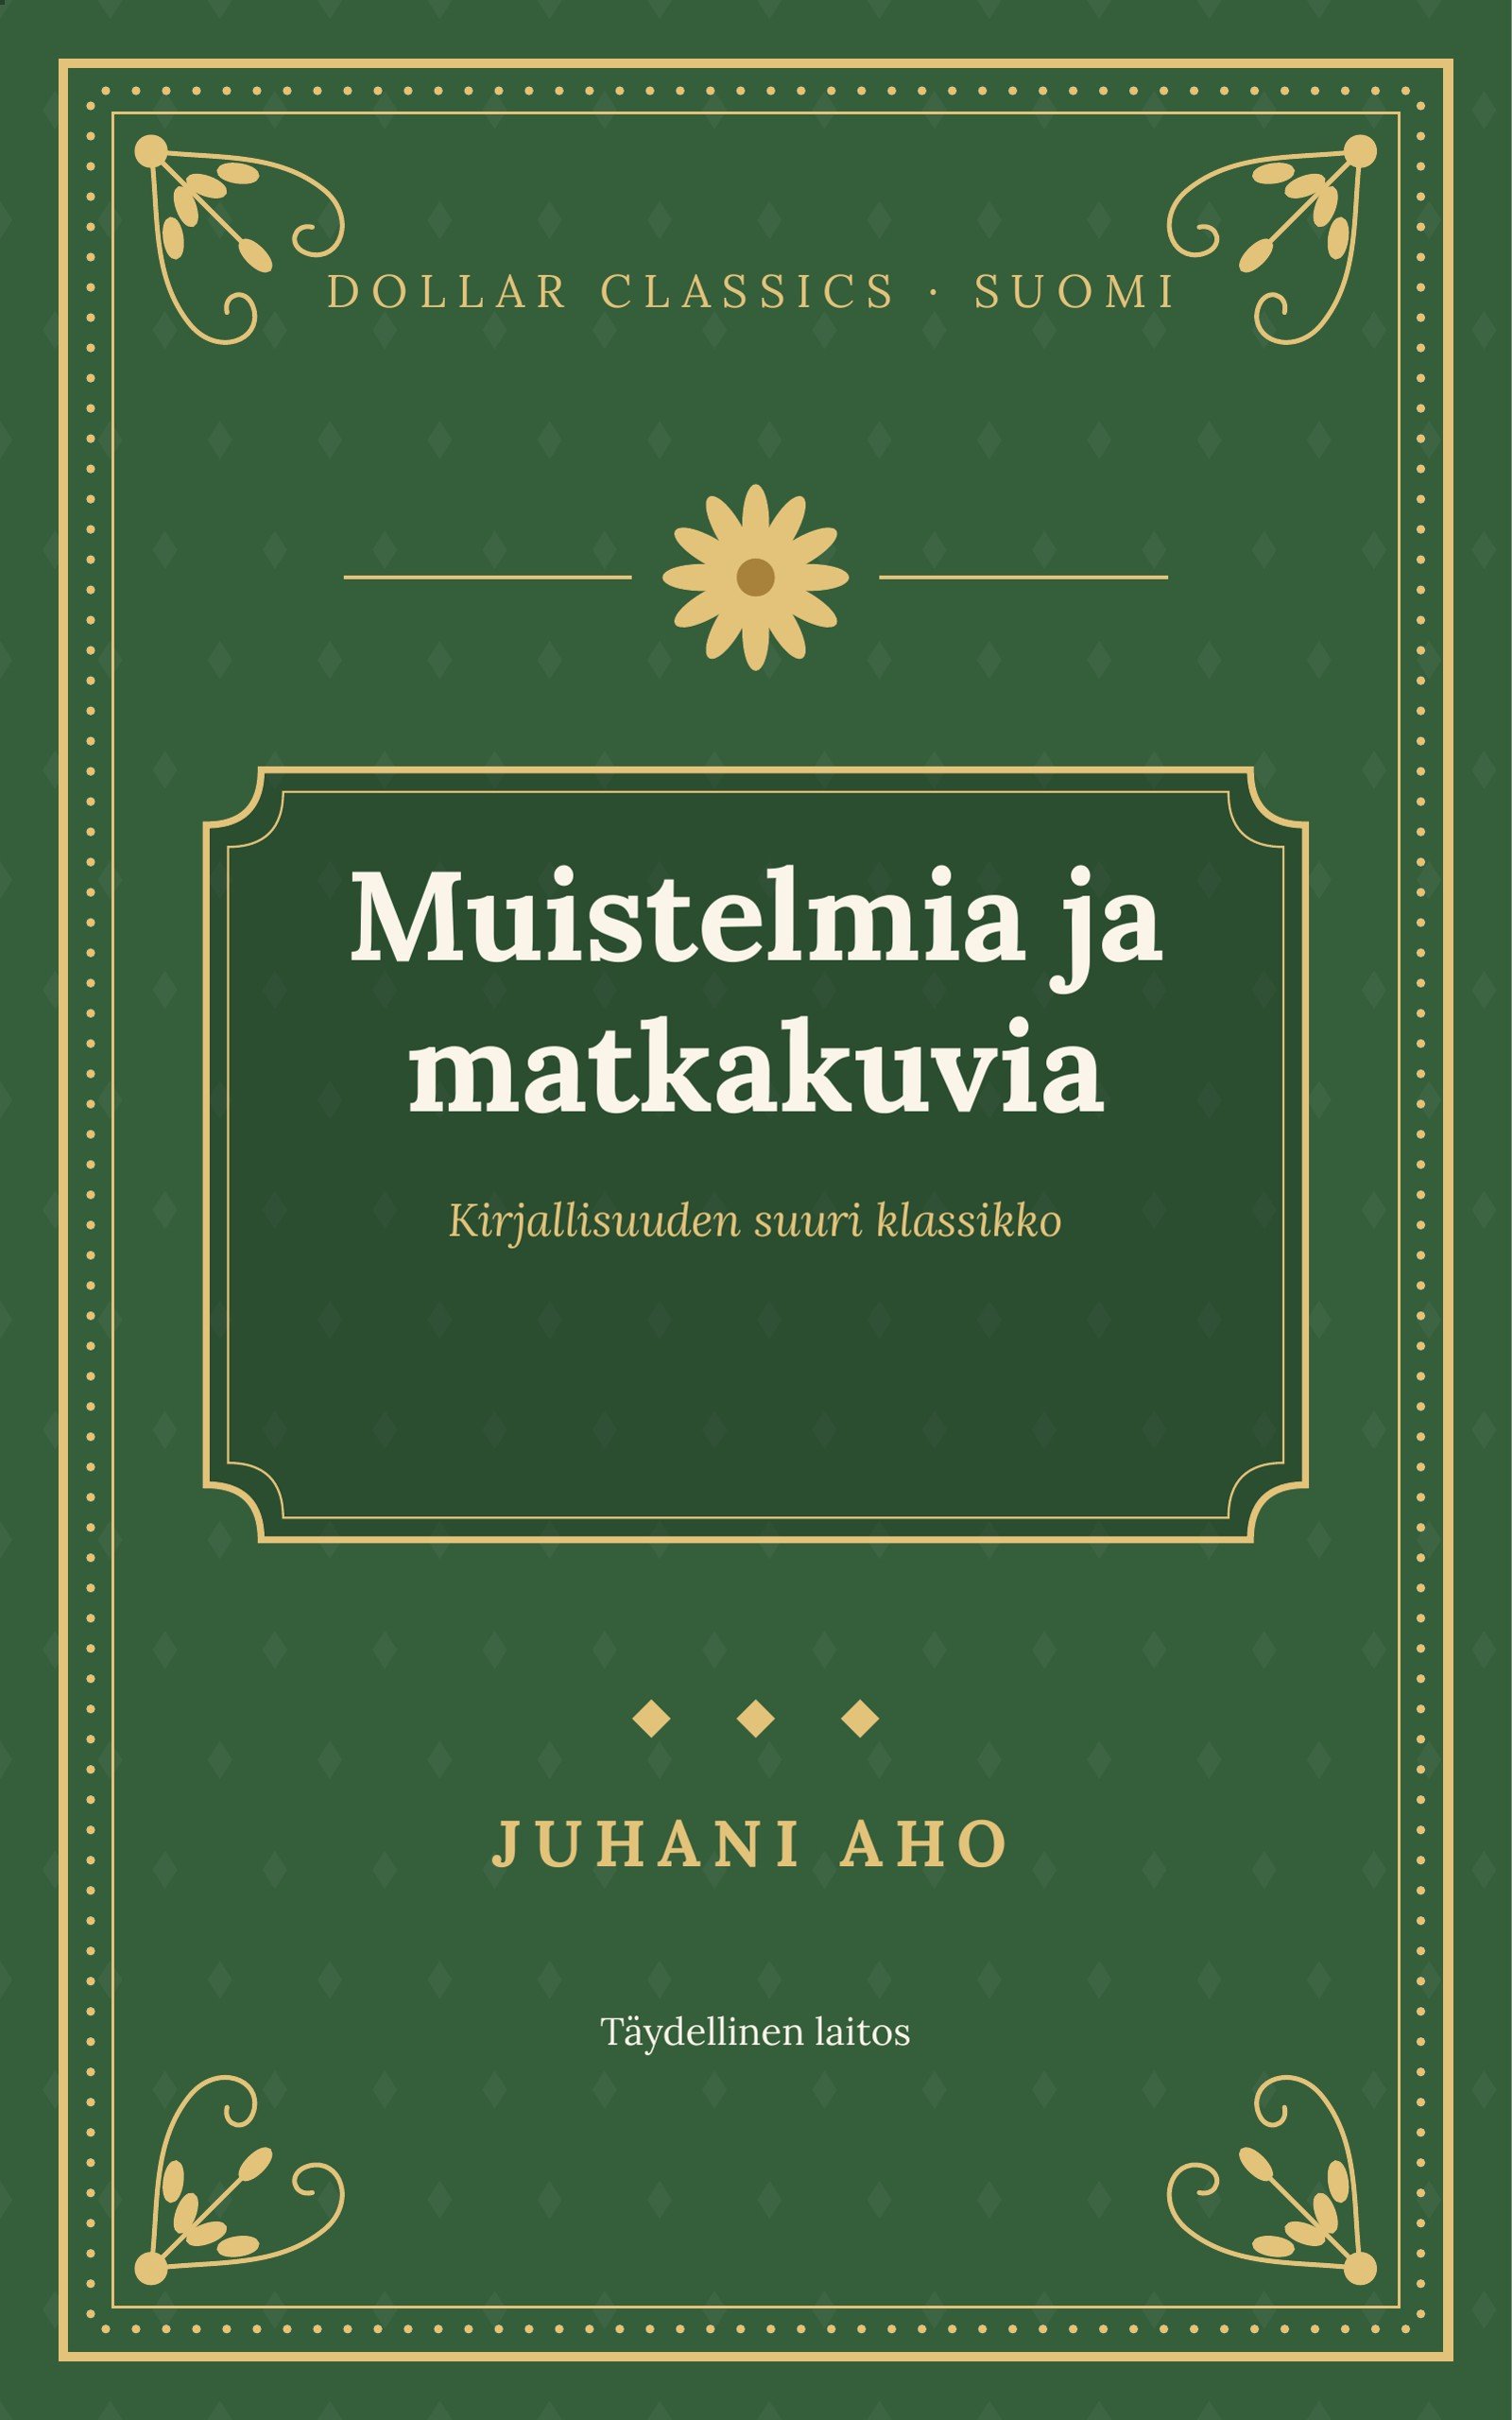 DOLLAR CLASSICS · SUOMI
Muistelmia ja
matkakuvia
Kirjallisuuden suuri klassikko
JUHANI AHO
Täydellinen laitos